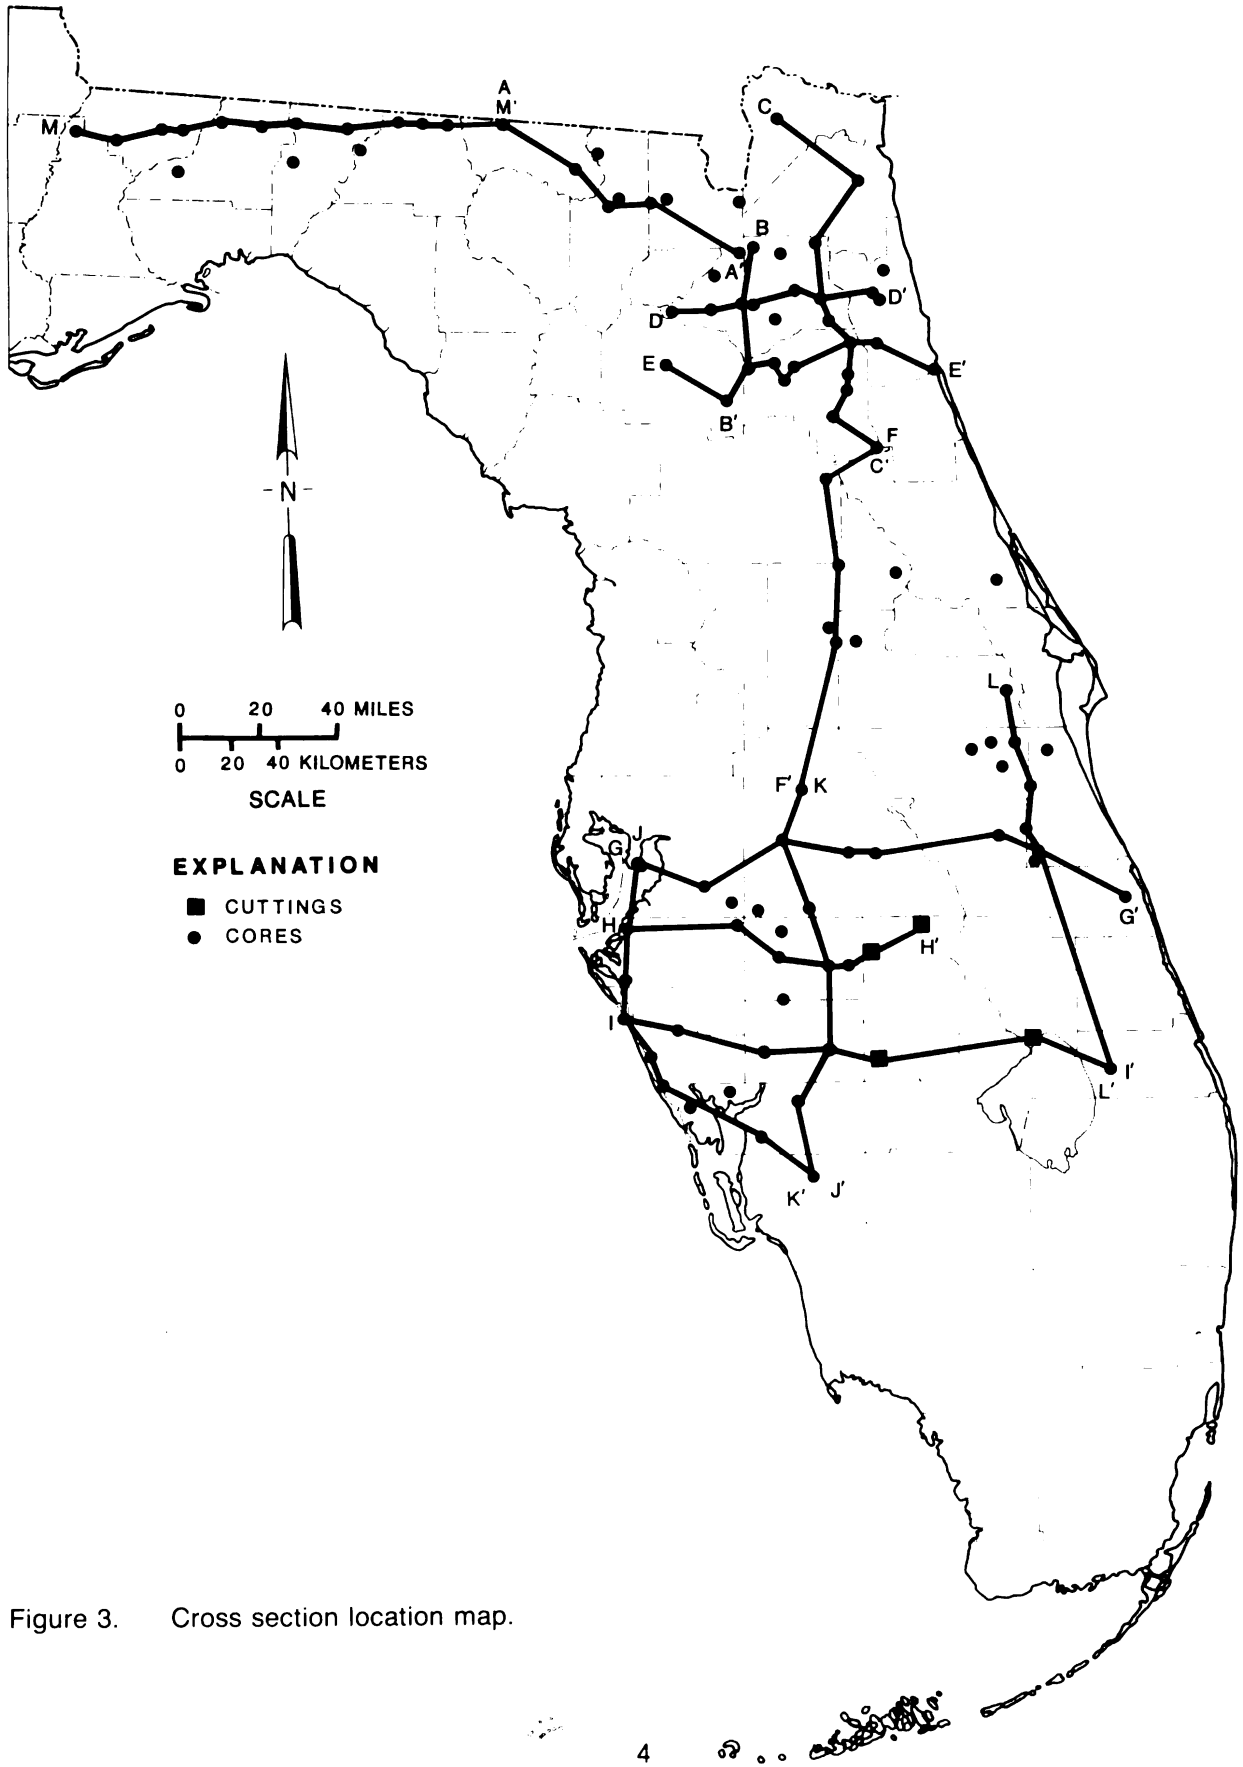 A
M'
C
M
B
A'
D'
D
E
E'
B'
F
C'
-N-
L
0 20 40 MILES
0 20 40 KILOMETERS
SCALE
F' K
J
G
EXPLANATION
CUTTINGS
CORES
G'
H
H'
I
I'
L'
K' J'
Figure 3. Cross section location map.
4